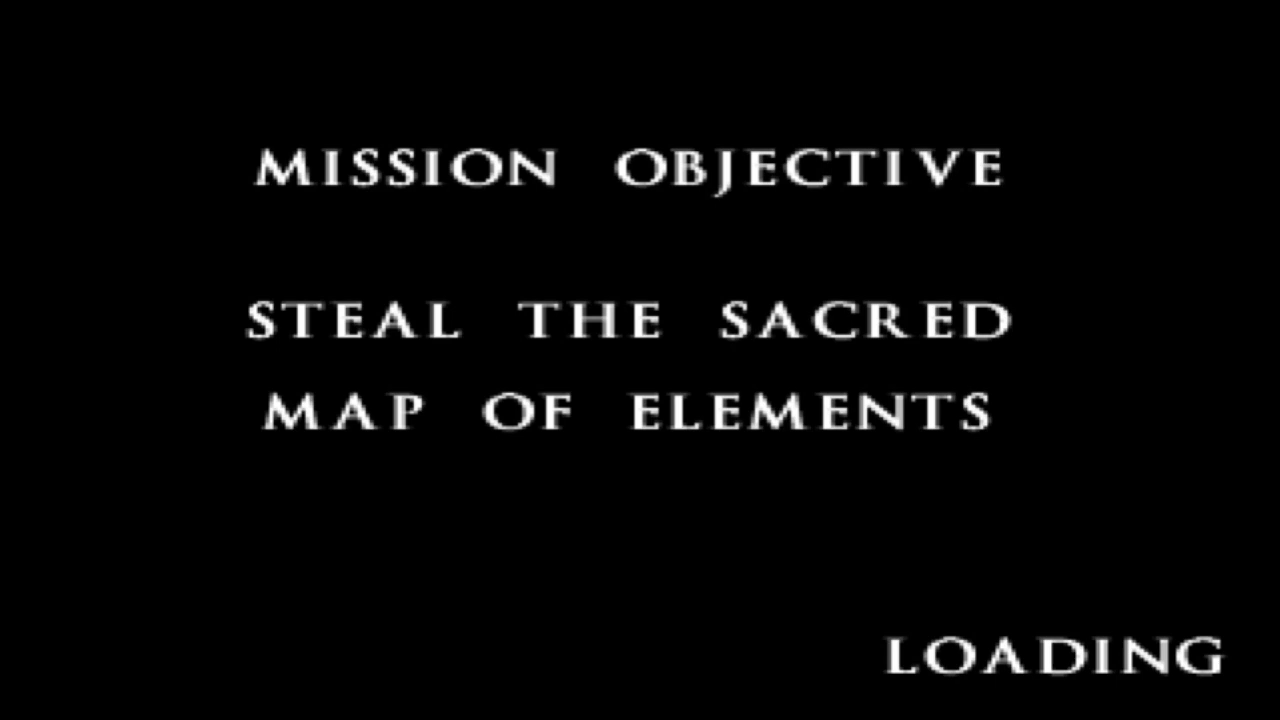 MISSION OBJECTIVE
STEAL THE SACRED
MAP OF ELEMENTS
LOADING